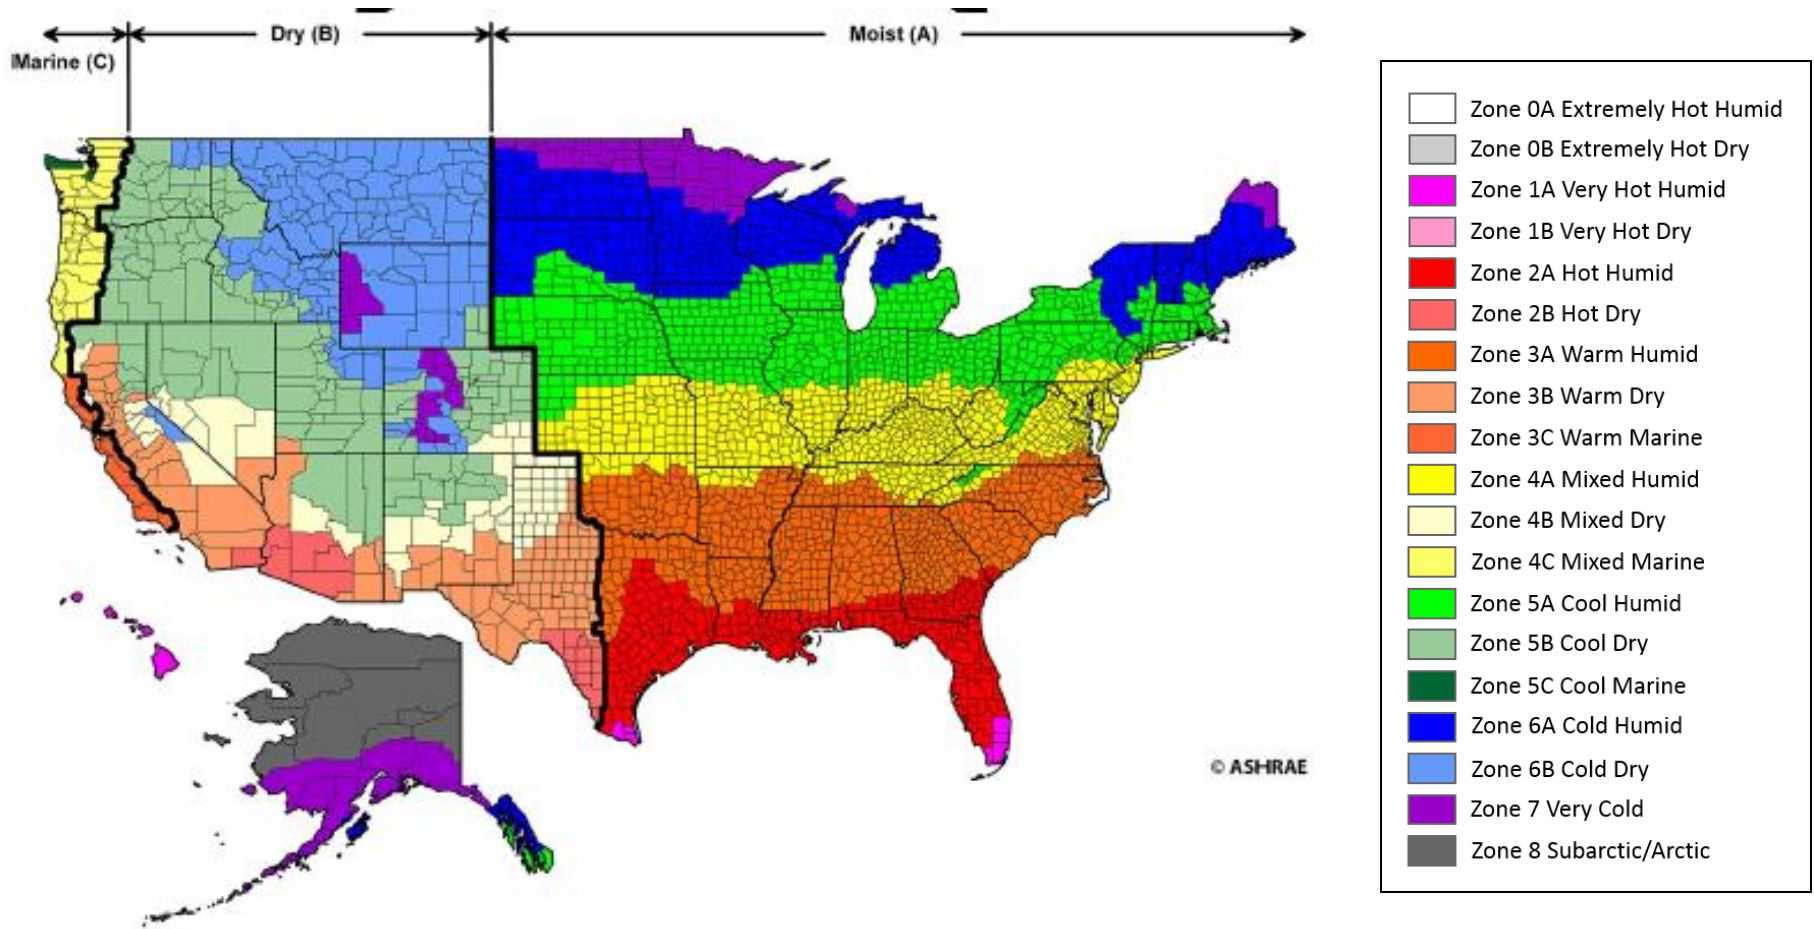 Dry (B)
Moist (A)
Marine (C)
Zone 0A Extremely Hot Humid
Zone 0B Extremely Hot Dry
Zone 1A Very Hot Humid
Zone 1B Very Hot Dry
Zone 2A Hot Humid
Zone 2B Hot Dry
Zone 3A Warm Humid
Zone 3B Warm Dry
Zone 3C Warm Marine
Zone 4A Mixed Humid
Zone 4B Mixed Dry
Zone 4C Mixed Marine
Zone 5A Cool Humid
Zone 5B Cool Dry
Zone 5C Cool Marine
Zone 6A Cold Humid
Zone 6B Cold Dry
Zone 7 Very Cold
Zone 8 Subarctic/Arctic
© ASHRAE